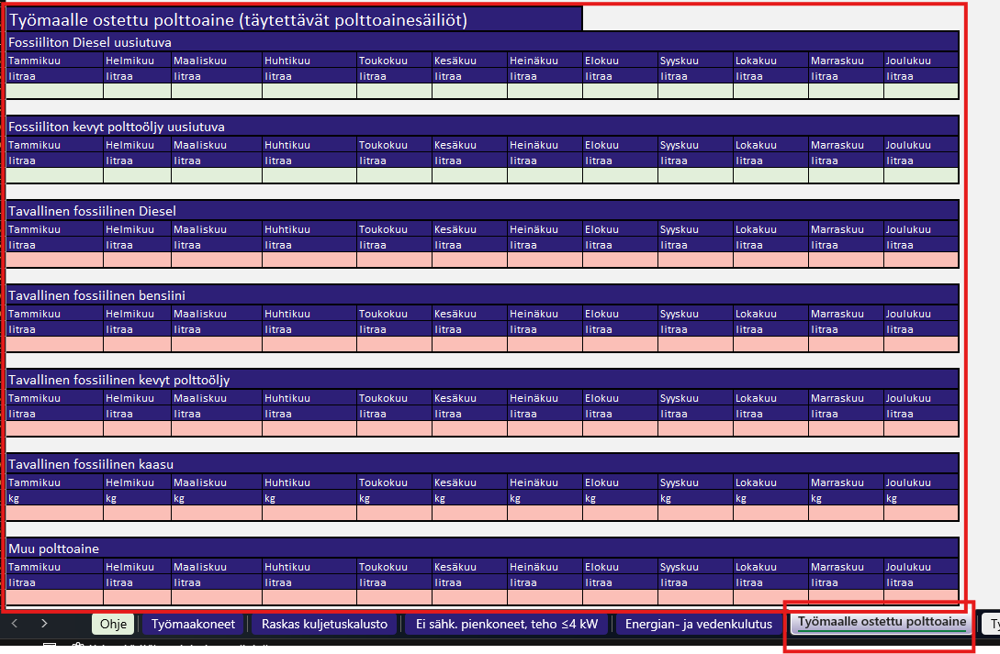 Työmaalle ostettu polttoaine (täytettävät polttoainesäiliöt)
Fossiiliton Diesel uusiutuva
Tammikuu Helmikuu Maaliskuu Huhtikuu Toukokuu Kesäkuu Heinäkuu Elokuu Syyskuu Lokakuu Marraskuu Joulukuu
litraa litraa litraa litraa litraa litraa litraa litraa litraa litraa litraa litraa
Fossiiliton kevyt polttoöljy uusiutuva
Tammikuu Helmikuu Maaliskuu Huhtikuu Toukokuu Kesäkuu Heinäkuu Elokuu Syyskuu Lokakuu Marraskuu Joulukuu
litraa litraa litraa litraa litraa litraa litraa litraa litraa litraa litraa litraa
Tavallinen fossiilinen Diesel
Tammikuu Helmikuu Maaliskuu Huhtikuu Toukokuu Kesäkuu Heinäkuu Elokuu Syyskuu Lokakuu Marraskuu Joulukuu
litraa litraa litraa litraa litraa litraa litraa litraa litraa litraa litraa litraa
Tavallinen fossiilinen bensiini
Tammikuu Helmikuu Maaliskuu Huhtikuu Toukokuu Kesäkuu Heinäkuu Elokuu Syyskuu Lokakuu Marraskuu Joulukuu
litraa litraa litraa litraa litraa litraa litraa litraa litraa litraa litraa litraa
Tavallinen fossiilinen kevyt polttoöljy
Tammikuu Helmikuu Maaliskuu Huhtikuu Toukokuu Kesäkuu Heinäkuu Elokuu Syyskuu Lokakuu Marraskuu Joulukuu
litraa litraa litraa litraa litraa litraa litraa litraa litraa litraa litraa litraa
Tavallinen fossiilinen kaasu
Tammikuu Helmikuu Maaliskuu Huhtikuu Toukokuu Kesäkuu Heinäkuu Elokuu Syyskuu Lokakuu Marraskuu Joulukuu
kg kg kg kg kg kg kg kg kg kg kg kg
Muu polttoaine
Tammikuu Helmikuu Maaliskuu Huhtikuu Toukokuu Kesäkuu Heinäkuu Elokuu Syyskuu Lokakuu Marraskuu Joulukuu
litraa litraa litraa litraa litraa litraa litraa litraa litraa litraa litraa litraa
Ohje Työmaakoneet Raskas kuljetuskalusto Ei sähk. pienkoneet, teho ≤4 kW Energian- ja vedenkulutus Työmaalle ostettu polttoaine Ty